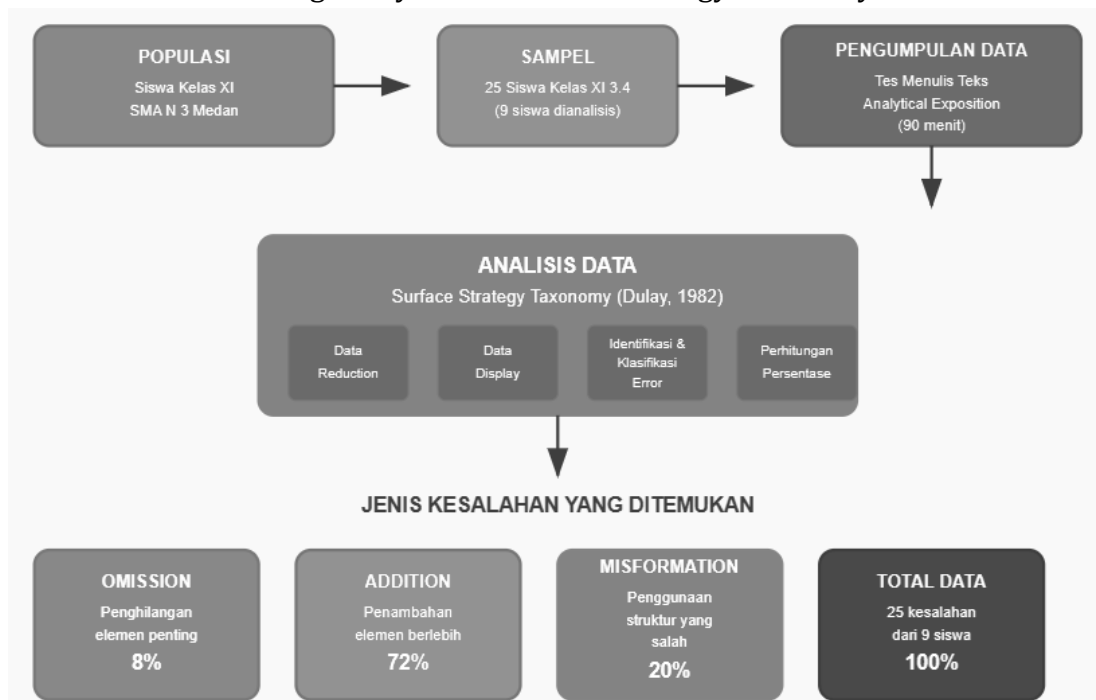 POPULASI
Siswa Kelas XI
SMA N 3 Medan
SAMPEL
25 Siswa Kelas XI 3.4
(9 siswa dianalisis)
PENGUMPULAN DATA
Tes Menulis Teks
Analytical Exposition
(90 menit)
ANALISIS DATA
Surface Strategy Taxonomy (Dulay, 1982)
Data
Reduction
Data
Display
Identifikasi &
Klasifikasi
Error
Perhitungan
Persentase
JENIS KESALAHAN YANG DITEMUKAN
OMISSION
Penghilangan
elemen penting
8%
ADDITION
Penambahan
elemen berlebih
72%
MISFORMATION
Penggunaan
struktur yang
salah
20%
TOTAL DATA
25 kesalahan
dari 9 siswa
100%